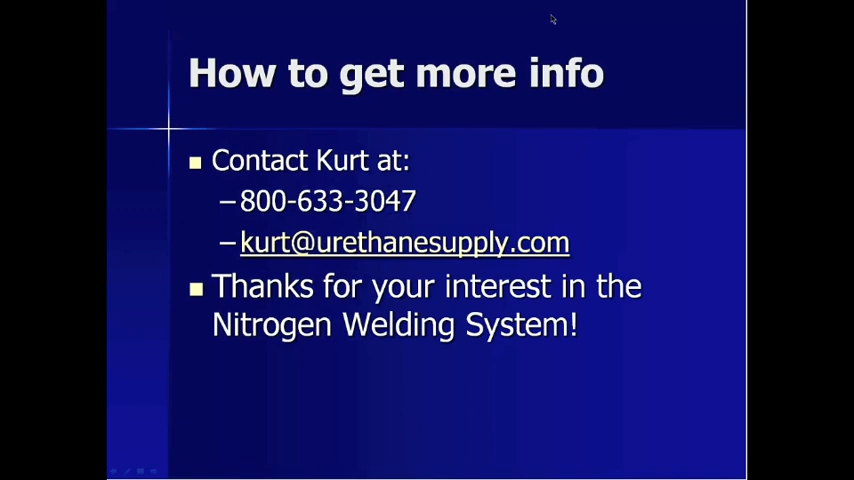 How to get more info
Contact Kurt at:
–800-633-3047
–kurt@urethanesupply.com
Thanks for your interest in the
Nitrogen Welding System!